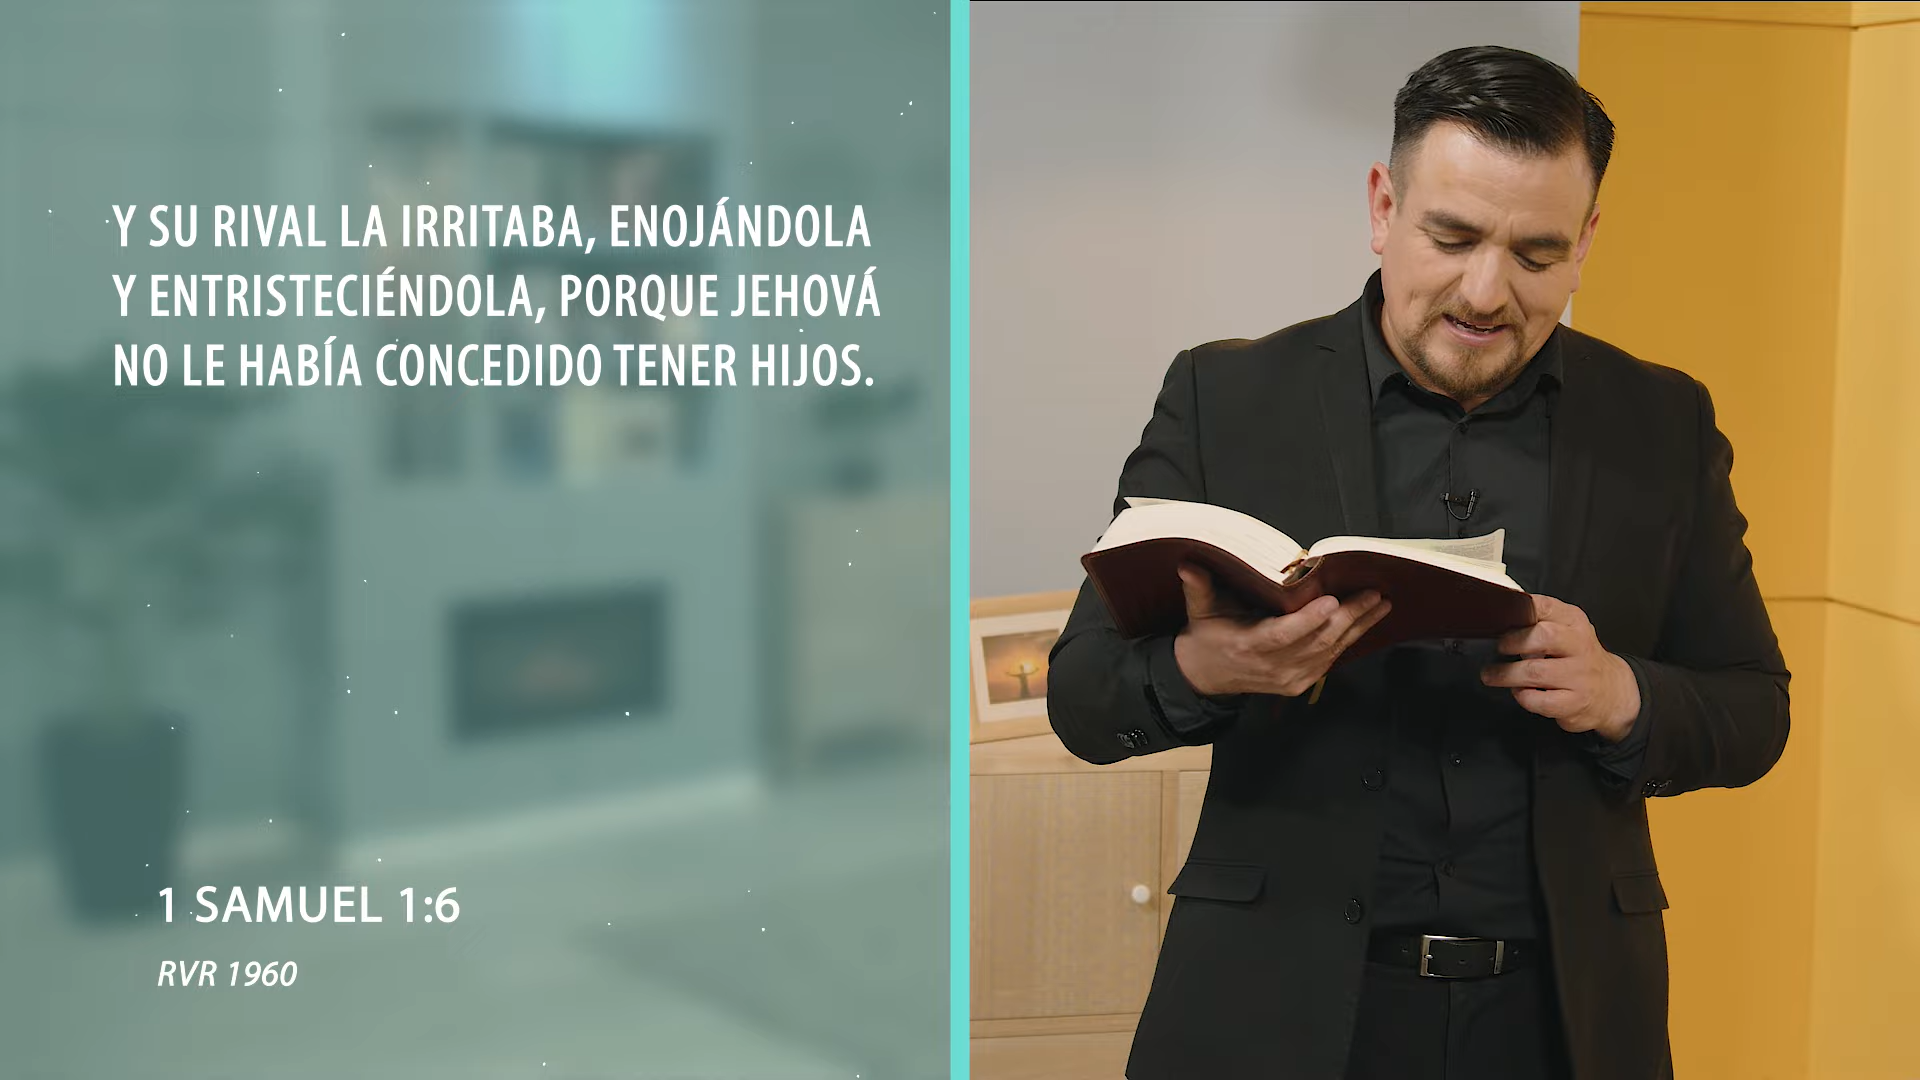 Y SU RIVAL LA IRRITABA, ENOJÁNDOLA
Y ENTRISTECIÉNDOLA, PORQUE JEHOVÁ
NO LE HABÍA CONCEDIDO TENER HIJOS.
1 SAMUEL 1:6
RVR 1960